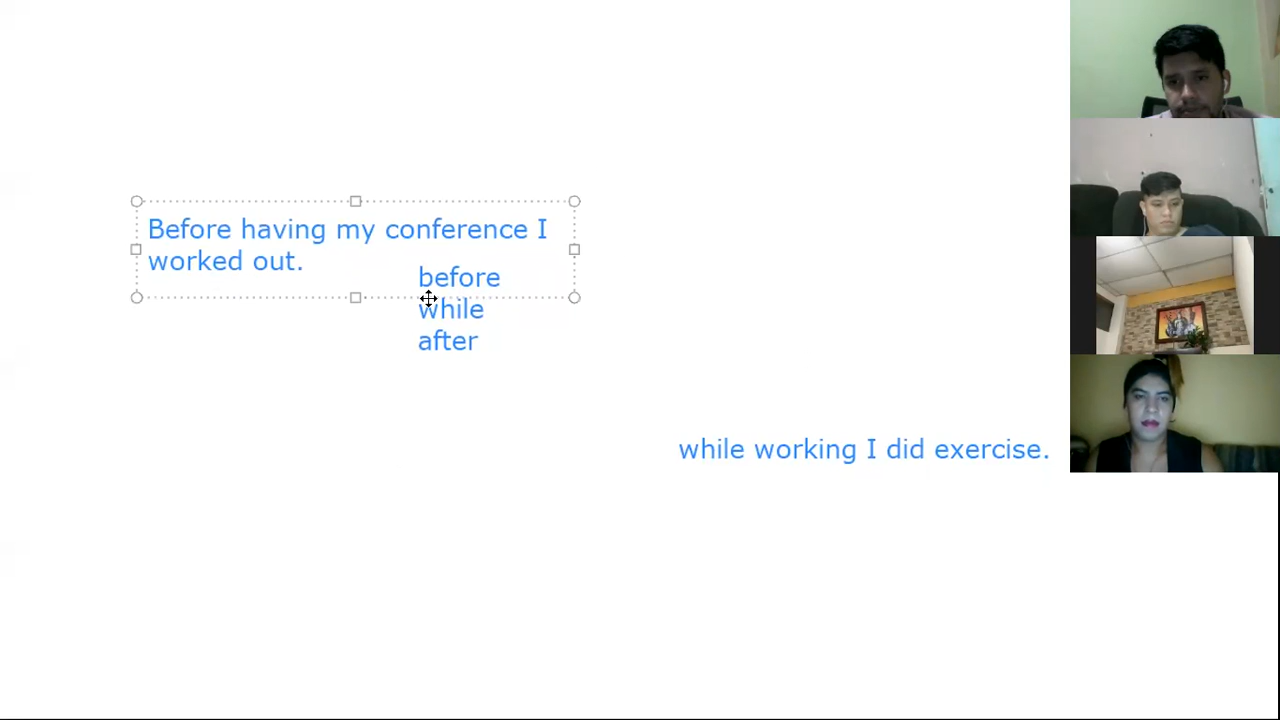 Before having my conference I
worked out.
before
while
after
while working I did exercise.